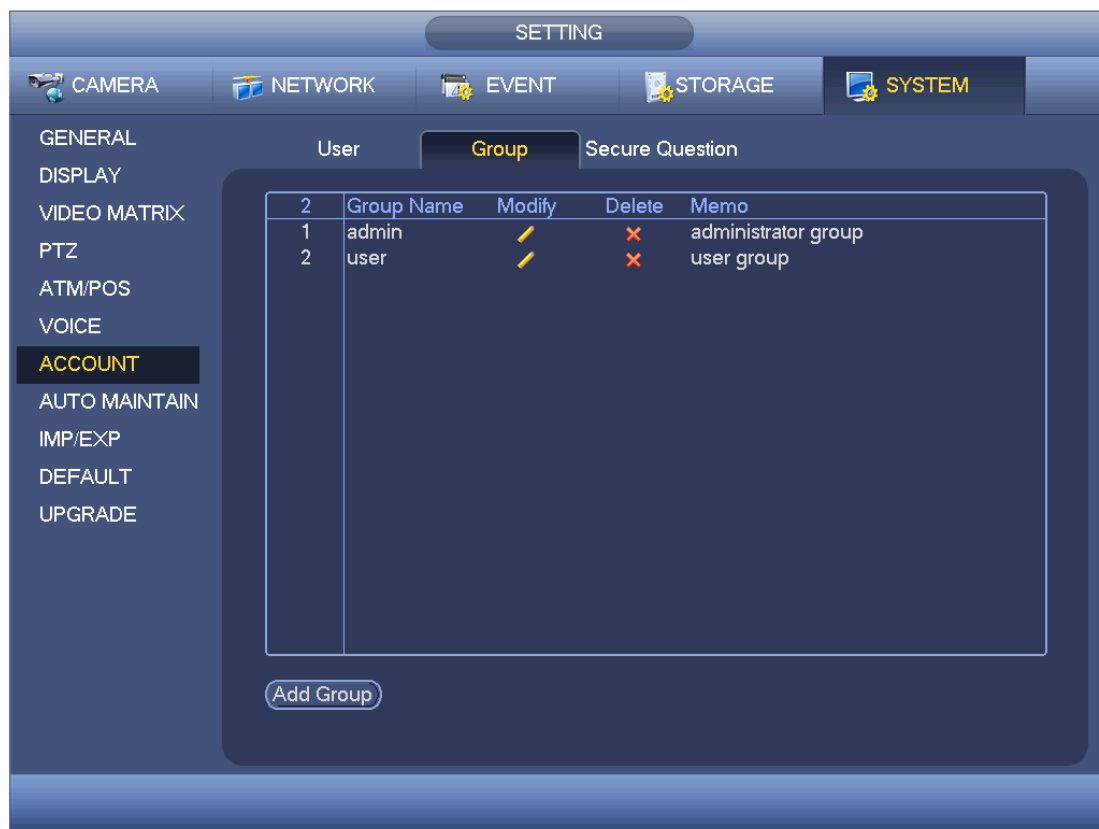 SETTING
CAMERA NETWORK EVENT STORAGE SYSTEM
GENERAL
DISPLAY
VIDEO MATRIX
PTZ
ATM/POS
VOICE
ACCOUNT
AUTO MAINTAIN
IMP/EXP
DEFAULT
UPGRADE
User Group Secure Question
2 Group Name Modify Delete Memo
1 admin administrator group
2 user user group
Add Group